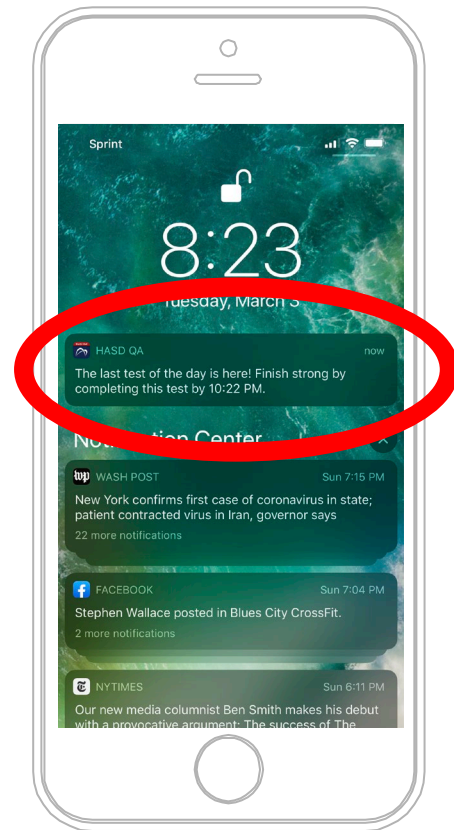 Sprint
8:23
Tuesday, March 3
HASD QA now
The last test of the day is here! Finish strong by
completing this test by 10:22 PM.
Notification Center
WASH POST Sun 7:15 PM
New York confirms first case of coronavirus in state;
patient contracted virus in Iran, governor says
22 more notifications
FACEBOOK Sun 7:04 PM
Stephen Wallace posted in Blues City CrossFit.
2 more notifications
NYTIMES Sun 6:11 PM
Our new media columnist Ben Smith makes his debut
with a provocative argument: The success of The